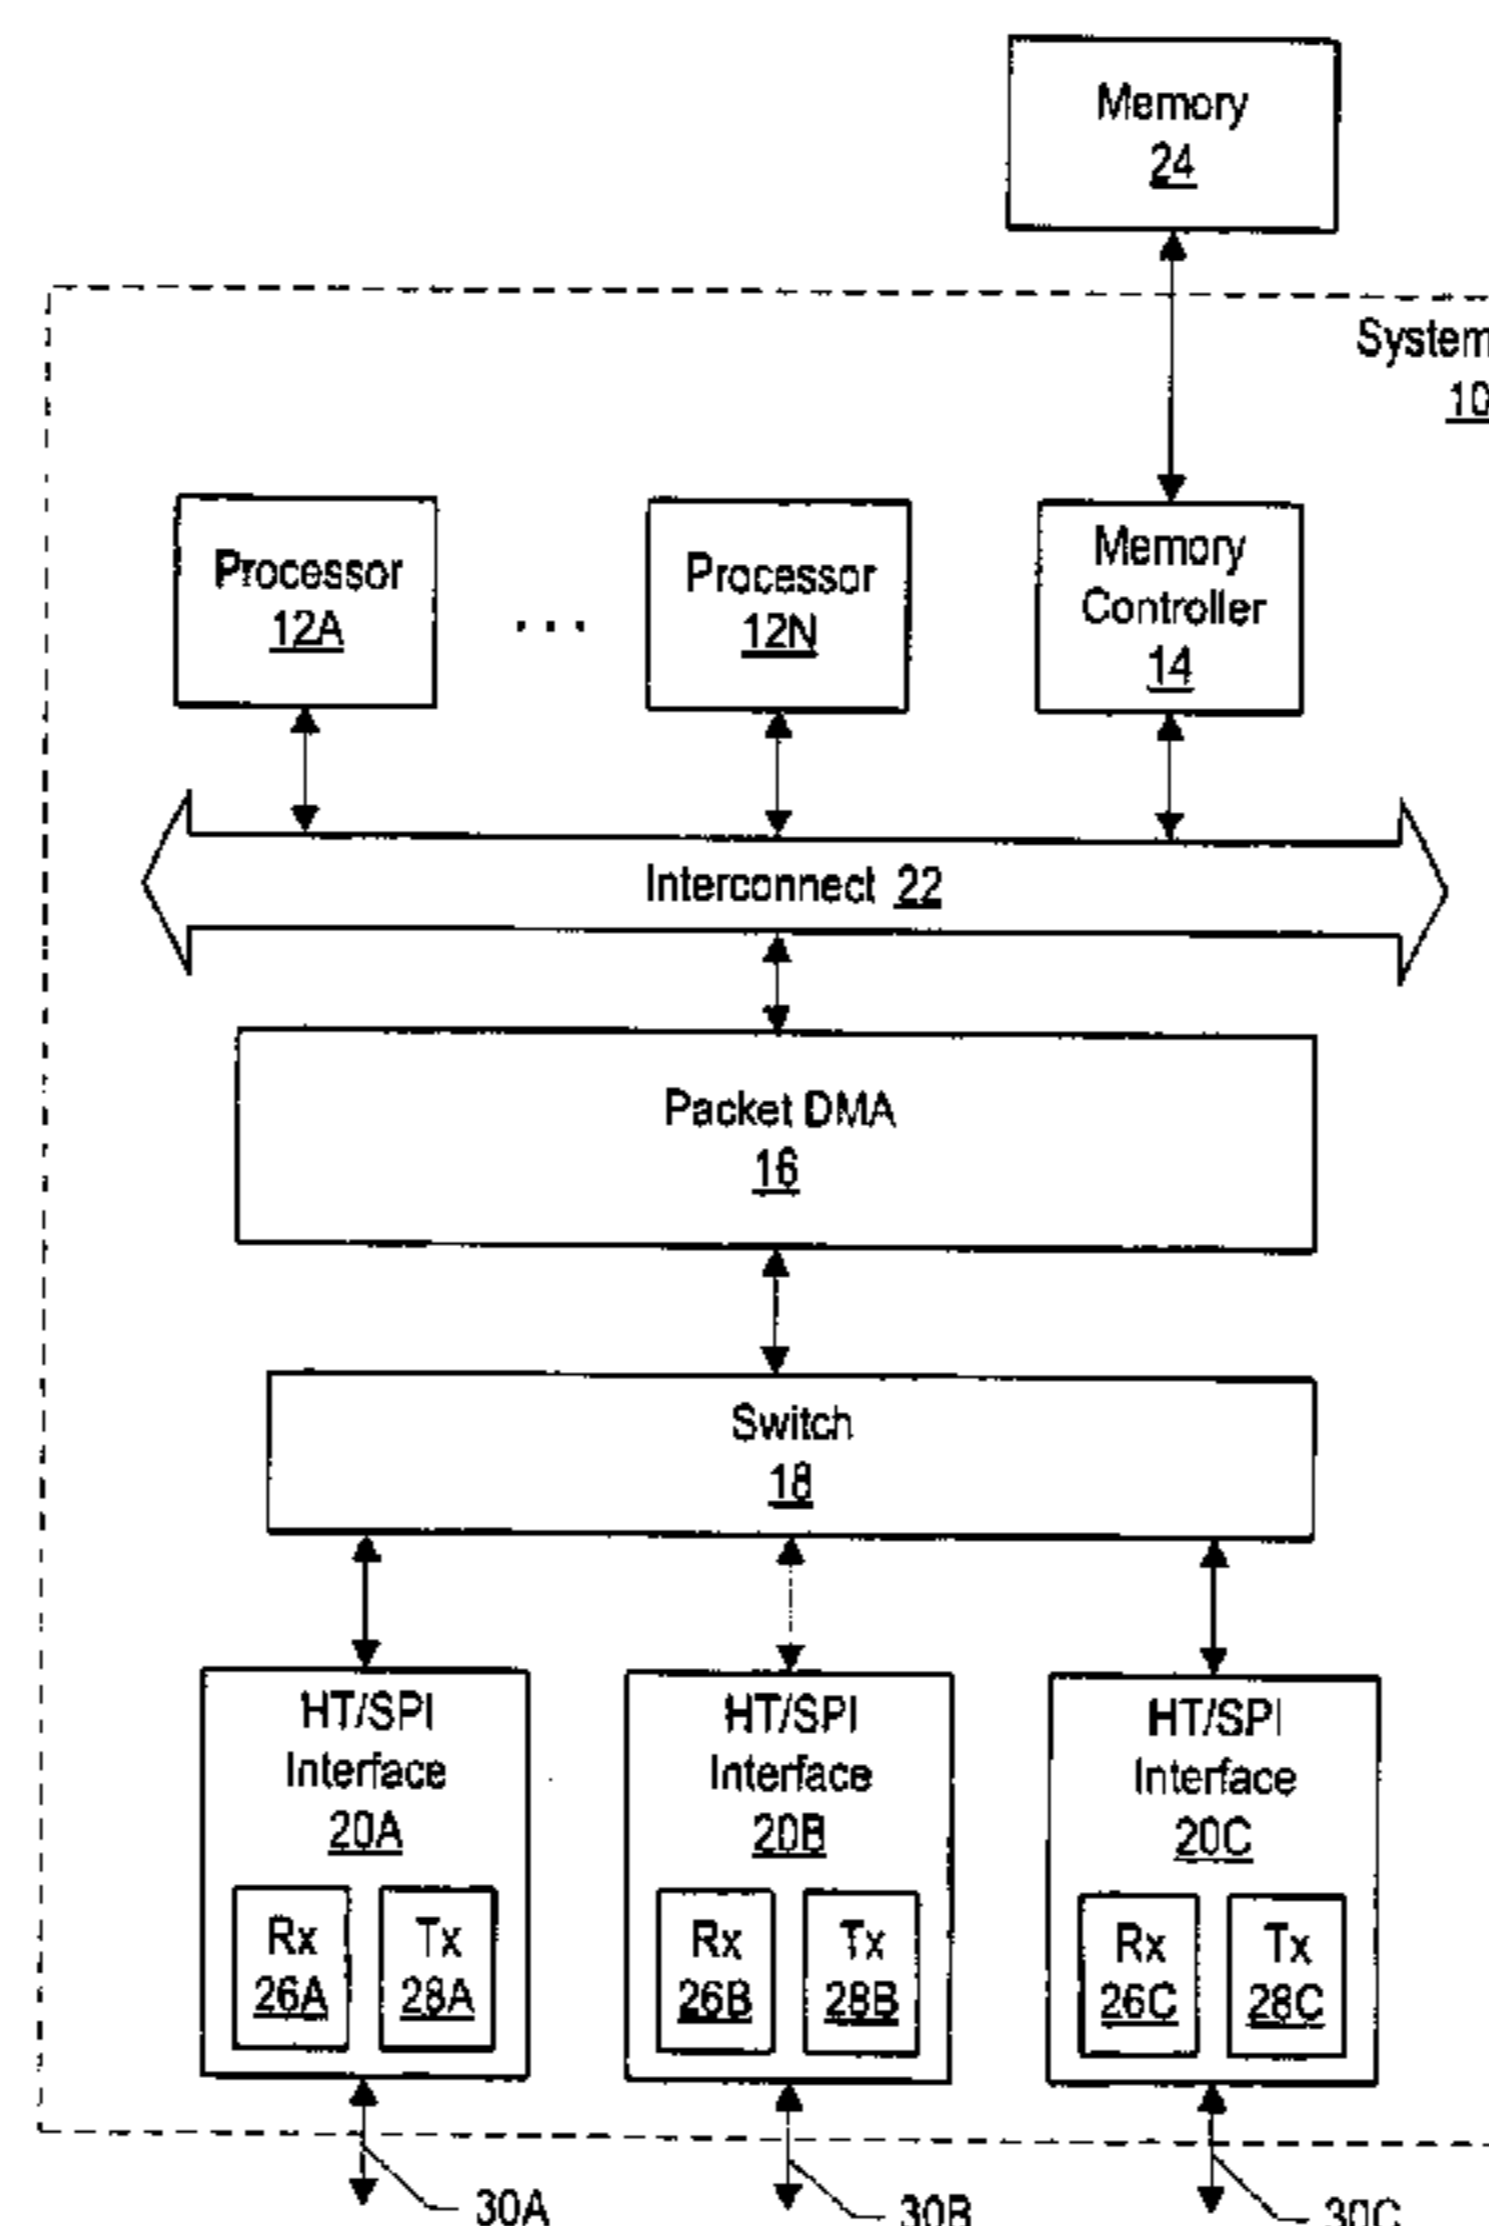 Memory
24
System
10
Processor
12A
...
Processor
12N
Memory
Controller
14
Interconnect 22
Packet DMA
16
Switch
18
HT/SPI
Interface
20A
Rx
26A
Tx
28A
HT/SPI
Interface
20B
Rx
26B
Tx
28B
HT/SPI
Interface
20C
Rx
26C
Tx
28C
30A
30B
30C